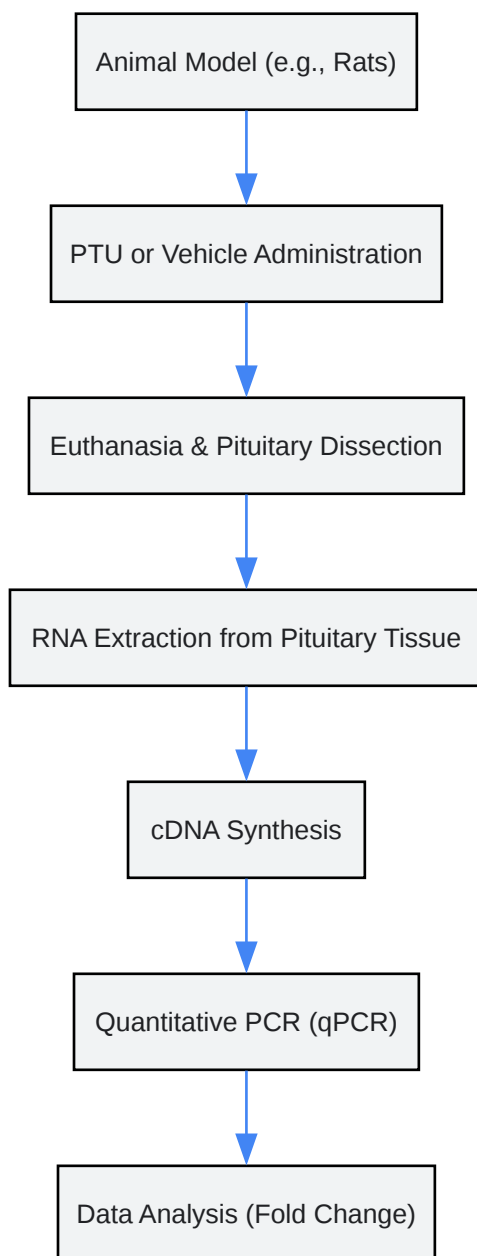 Animal Model (e.g., Rats)
PTU or Vehicle Administration
Euthanasia & Pituitary Dissection
RNA Extraction from Pituitary Tissue
cDNA Synthesis
Quantitative PCR (qPCR)
Data Analysis (Fold Change)